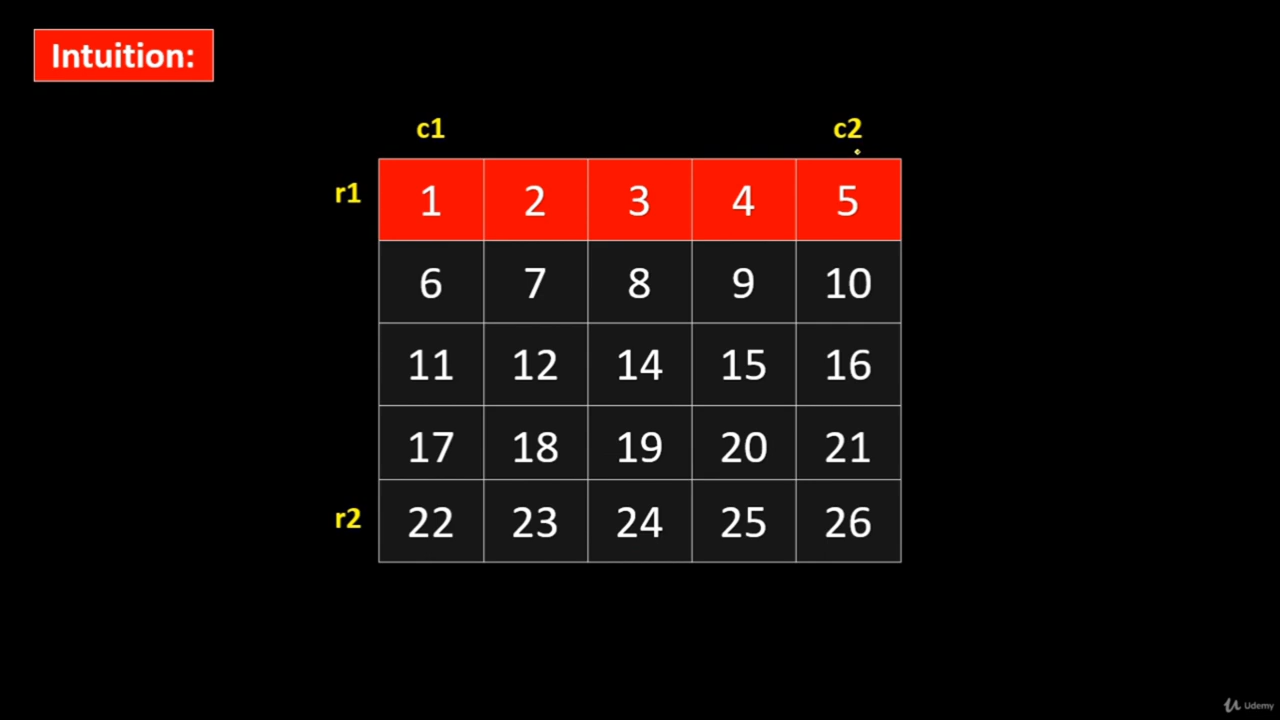 Intuition:
c1 c2
r1 1 2 3 4 5
6 7 8 9 10
11 12 14 15 16
17 18 19 20 21
r2 22 23 24 25 26
Udemy